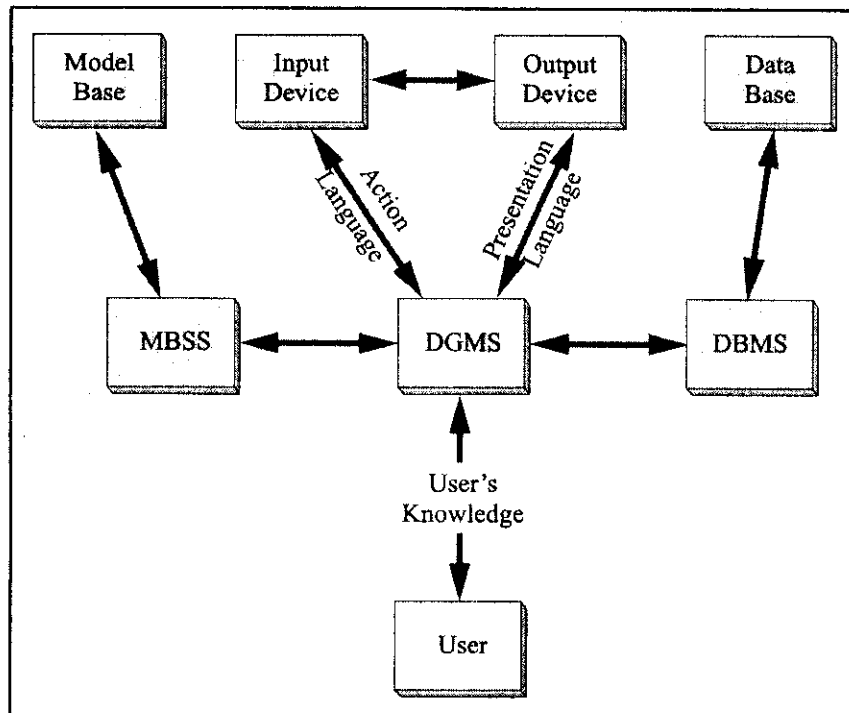 Model
Base
Input
Device
Output
Device
Data
Base
Action
Language
Presentation
Language
MBSS
DGMS
DBMS
User's
Knowledge
User